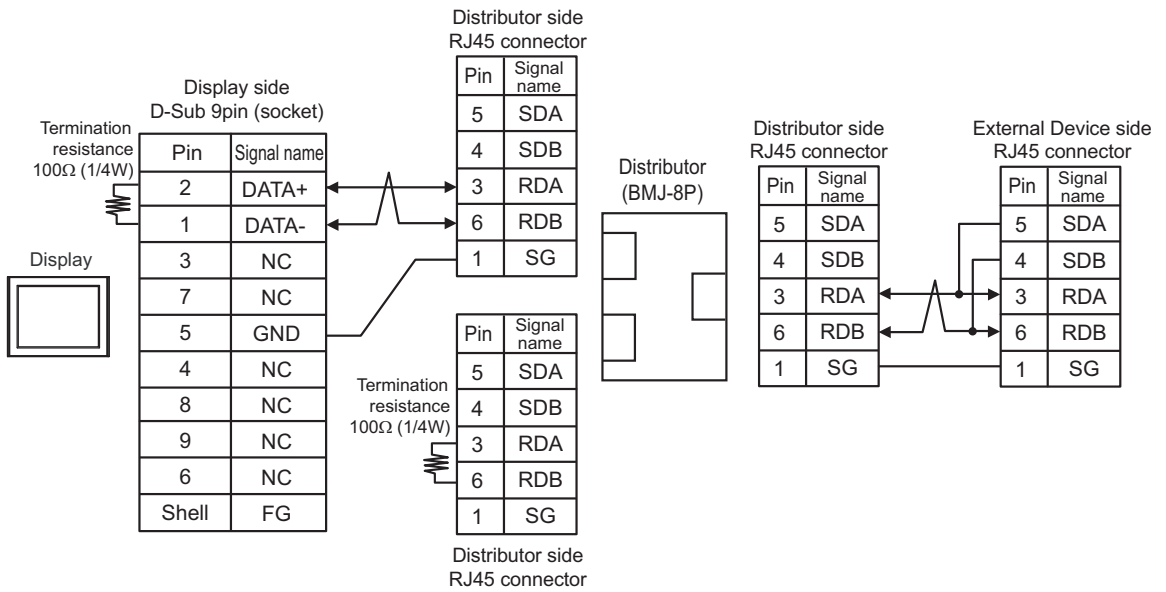 Distributor side
RJ45 connector
Pin Signal name
5 SDA
4 SDB
3 RDA
6 RDB
1 SG
Display side
D-Sub 9pin (socket)
Termination
resistance
100Ω (1/4W)
Pin Signal name
2 DATA+
1 DATA-
3 NC
7 NC
5 GND
4 NC
8 NC
9 NC
6 NC
Shell FG
Display
Pin Signal name
5 SDA
4 SDB
3 RDA
6 RDB
1 SG
Termination
resistance
100Ω (1/4W)
Distributor side
RJ45 connector
Distributor
(BMJ-8P)
Distributor side
RJ45 connector
Pin Signal name
5 SDA
4 SDB
3 RDA
6 RDB
1 SG
External Device side
RJ45 connector
Pin Signal name
5 SDA
4 SDB
3 RDA
6 RDB
1 SG